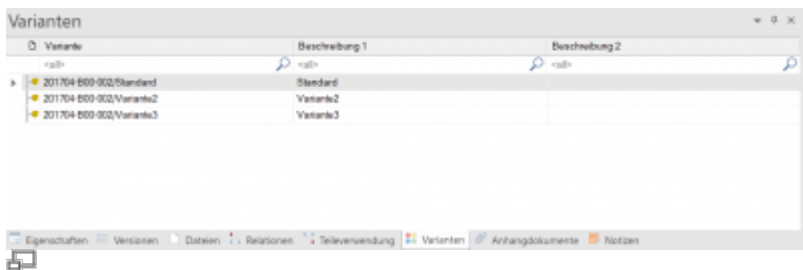 Varianten
Variante Beschreibung 1 Beschreibung 2
<all> <all> <all>
201704-B00-002/Standard Standard
201704-B00-002/Variante2 Variante2
201704-B00-002/Variante3 Variante3
Eigenschaften Versionen Dateien Relationen Teileverwendung Varianten Anhangdokumente Notizen